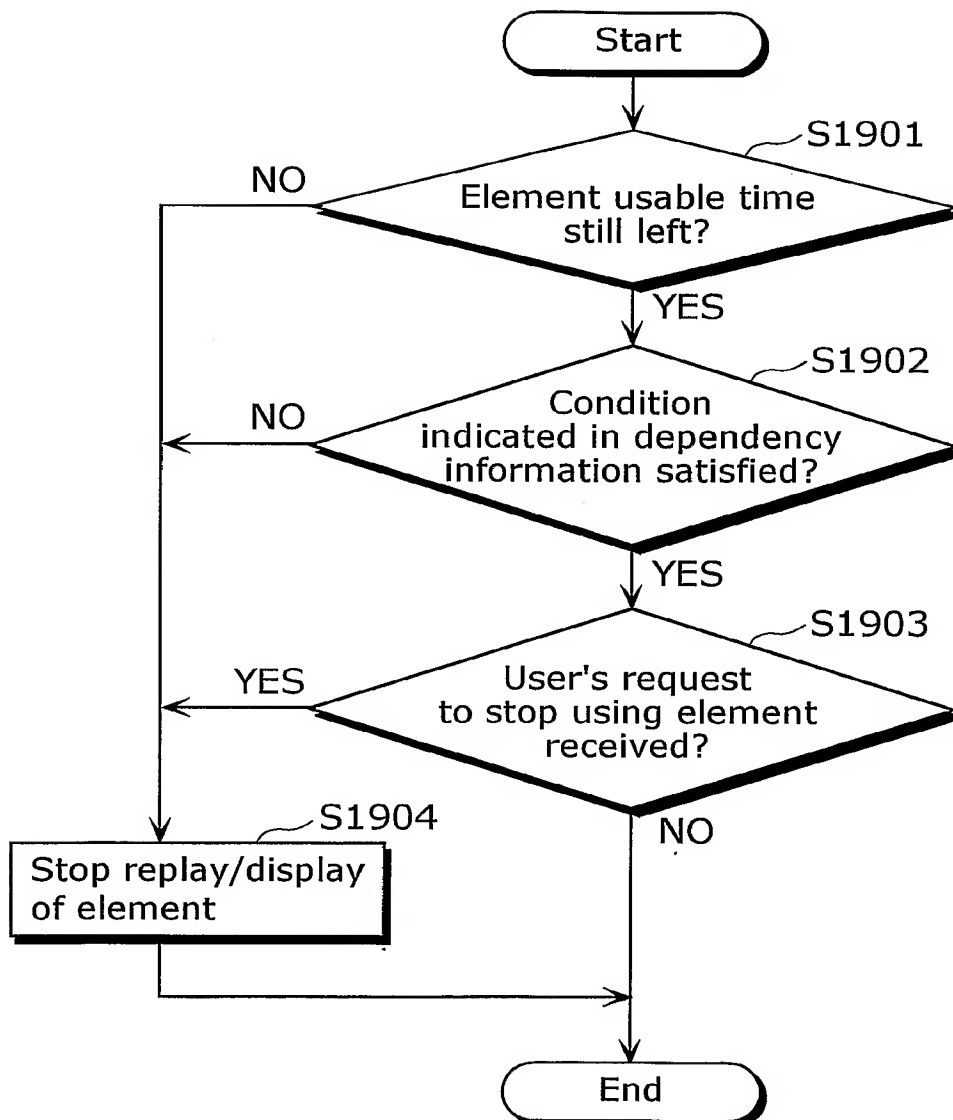 Start
S1901
NO
Element usable time
still left?
YES
S1902
NO
Condition
indicated in dependency
information satisfied?
YES
S1903
YES
User's request
to stop using element
received?
NO
S1904
Stop replay/display
of element
End